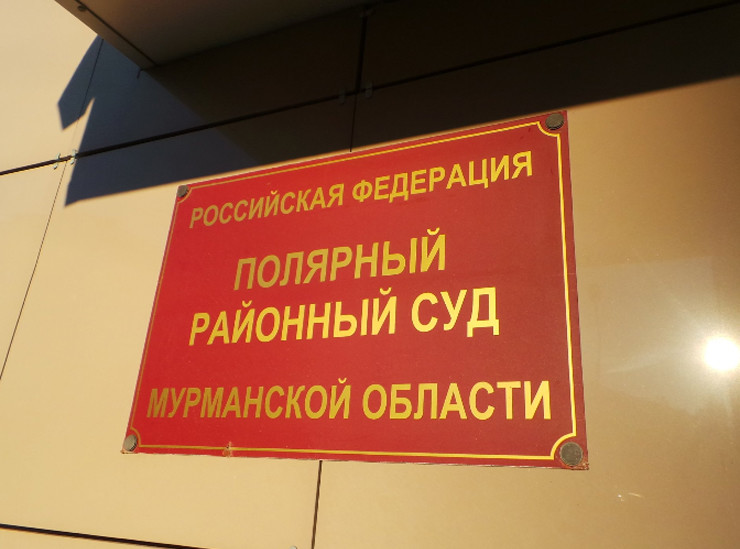 РОССИЙСКАЯ ФЕДЕРАЦИЯ
ПОЛЯРНЫЙ
РАЙОННЫЙ СУД
МУРМАНСКОЙ ОБЛАСТИ